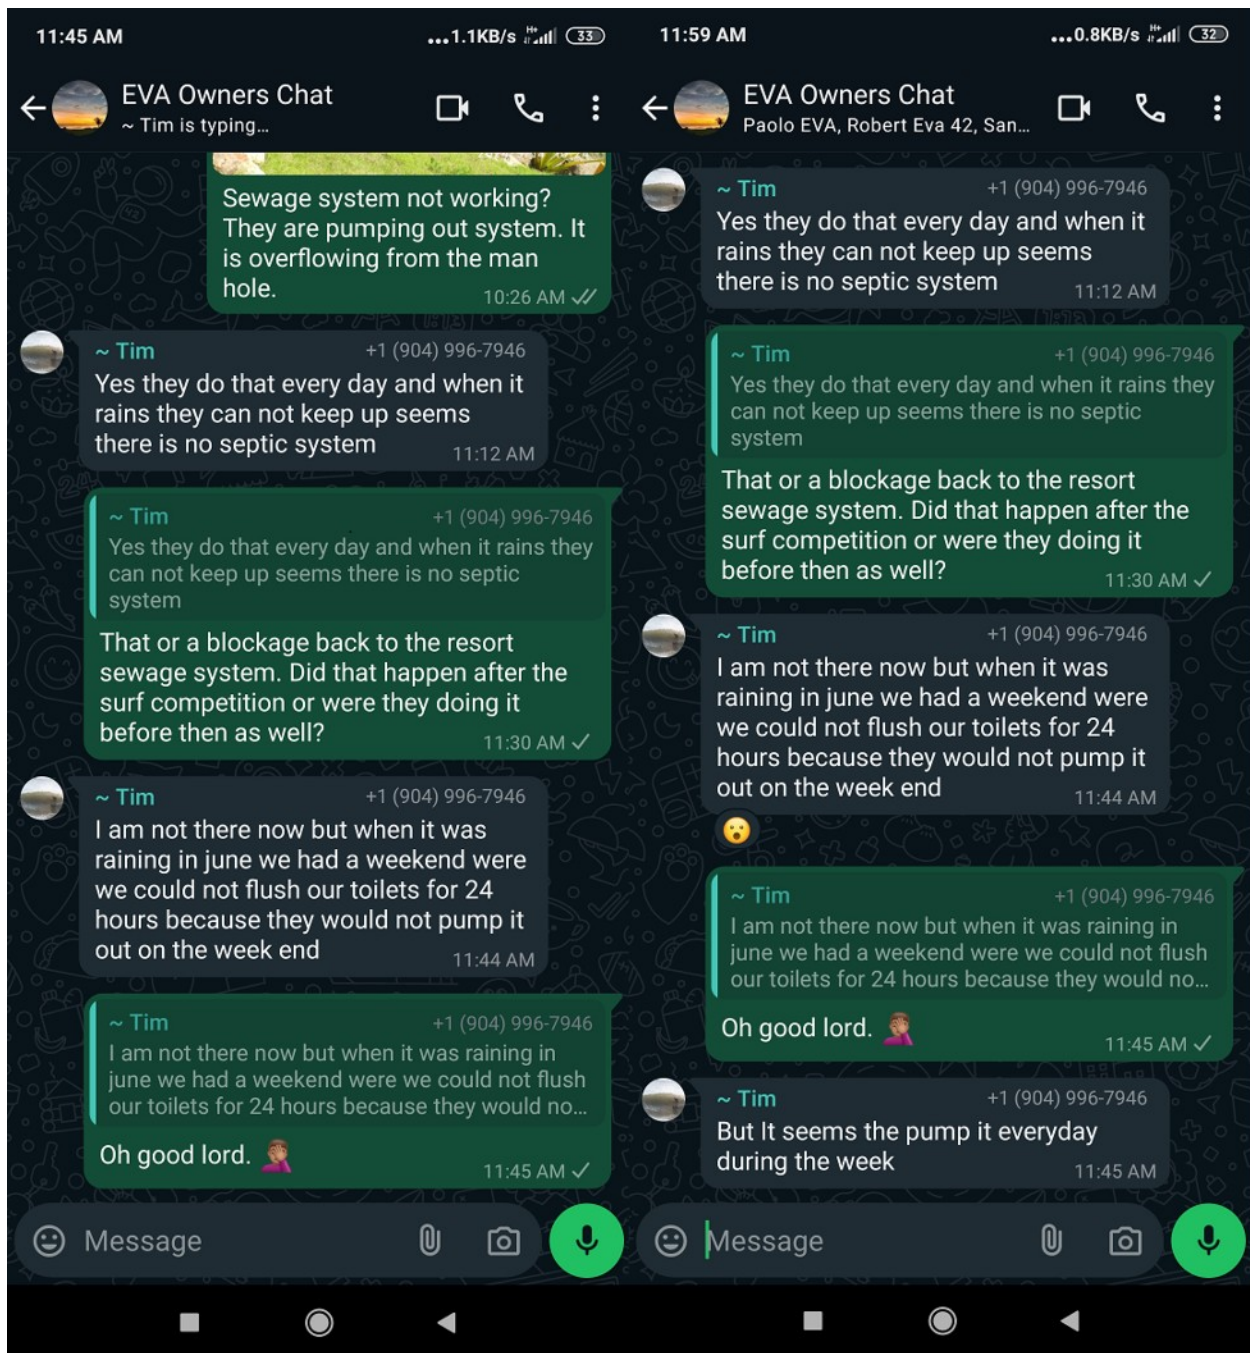 11:45 AM
...1.1KB/s H+ 33
EVA Owners Chat
~ Tim is typing...
Sewage system not working?
They are pumping out system. It
is overflowing from the man
hole.
10:26 AM
~ Tim +1 (904) 996-7946
Yes they do that every day and when it
rains they can not keep up seems
there is no septic system
11:12 AM
~ Tim +1 (904) 996-7946
Yes they do that every day and when it rains they
can not keep up seems there is no septic
system
That or a blockage back to the resort
sewage system. Did that happen after the
surf competition or were they doing it
before then as well?
11:30 AM
~ Tim +1 (904) 996-7946
I am not there now but when it was
raining in june we had a weekend were
we could not flush our toilets for 24
hours because they would not pump it
out on the week end
11:44 AM
~ Tim +1 (904) 996-7946
I am not there now but when it was raining in
june we had a weekend were we could not flush
our toilets for 24 hours because they would no...
Oh good lord. 🤦🏽‍♀️
11:45 AM
Message
11:59 AM
...0.8KB/s H+ 32
EVA Owners Chat
Paolo EVA, Robert Eva 42, San...
~ Tim +1 (904) 996-7946
Yes they do that every day and when it
rains they can not keep up seems
there is no septic system
11:12 AM
~ Tim +1 (904) 996-7946
Yes they do that every day and when it rains they
can not keep up seems there is no septic
system
That or a blockage back to the resort
sewage system. Did that happen after the
surf competition or were they doing it
before then as well?
11:30 AM
~ Tim +1 (904) 996-7946
I am not there now but when it was
raining in june we had a weekend were
we could not flush our toilets for 24
hours because they would not pump it
out on the week end
11:44 AM
😮
~ Tim +1 (904) 996-7946
I am not there now but when it was raining in
june we had a weekend were we could not flush
our toilets for 24 hours because they would no...
Oh good lord. 🤦🏽‍♀️
11:45 AM
~ Tim +1 (904) 996-7946
But It seems the pump it everyday
during the week
11:45 AM
Message